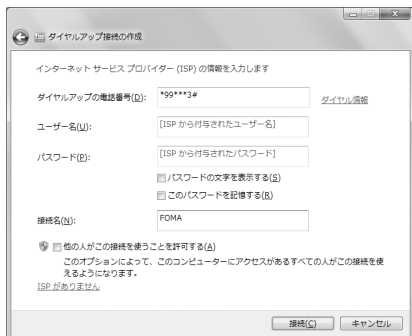 ダイヤルアップ接続の作成
インターネット サービス プロバイダー (ISP) の情報を入力します
ダイヤルアップの電話番号(D):
*99***3#
ダイヤル情報
ユーザー名(U):
[ISP から付与されたユーザー名]
パスワード(P):
[ISP から付与されたパスワード]
パスワードの文字を表示する(S)
このパスワードを記憶する(R)
接続名(N):
FOMA
他の人がこの接続を使うことを許可する(A)
このオプションによって、このコンピューターにアクセスがあるすべての人がこの接続を使
えるようになります。
ISP がありません
接続(C)
キャンセル